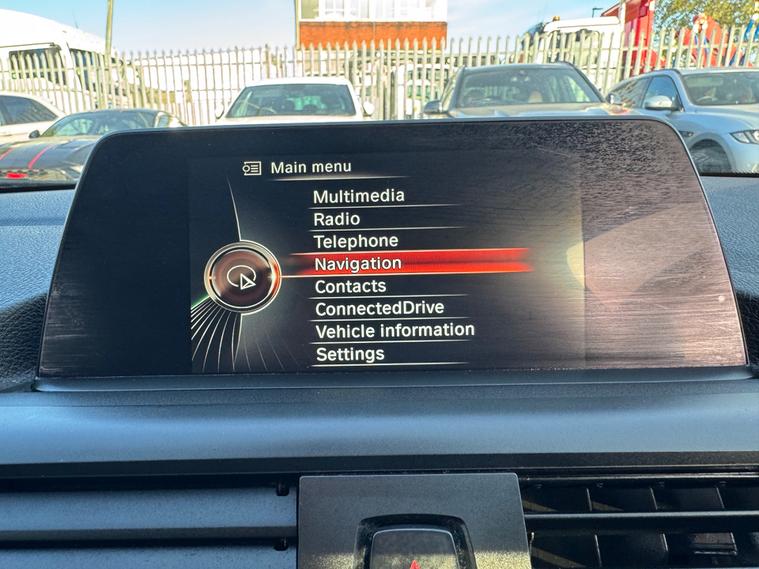 Main menu
Multimedia
Radio
Telephone
Navigation
Contacts
ConnectedDrive
Vehicle information
Settings